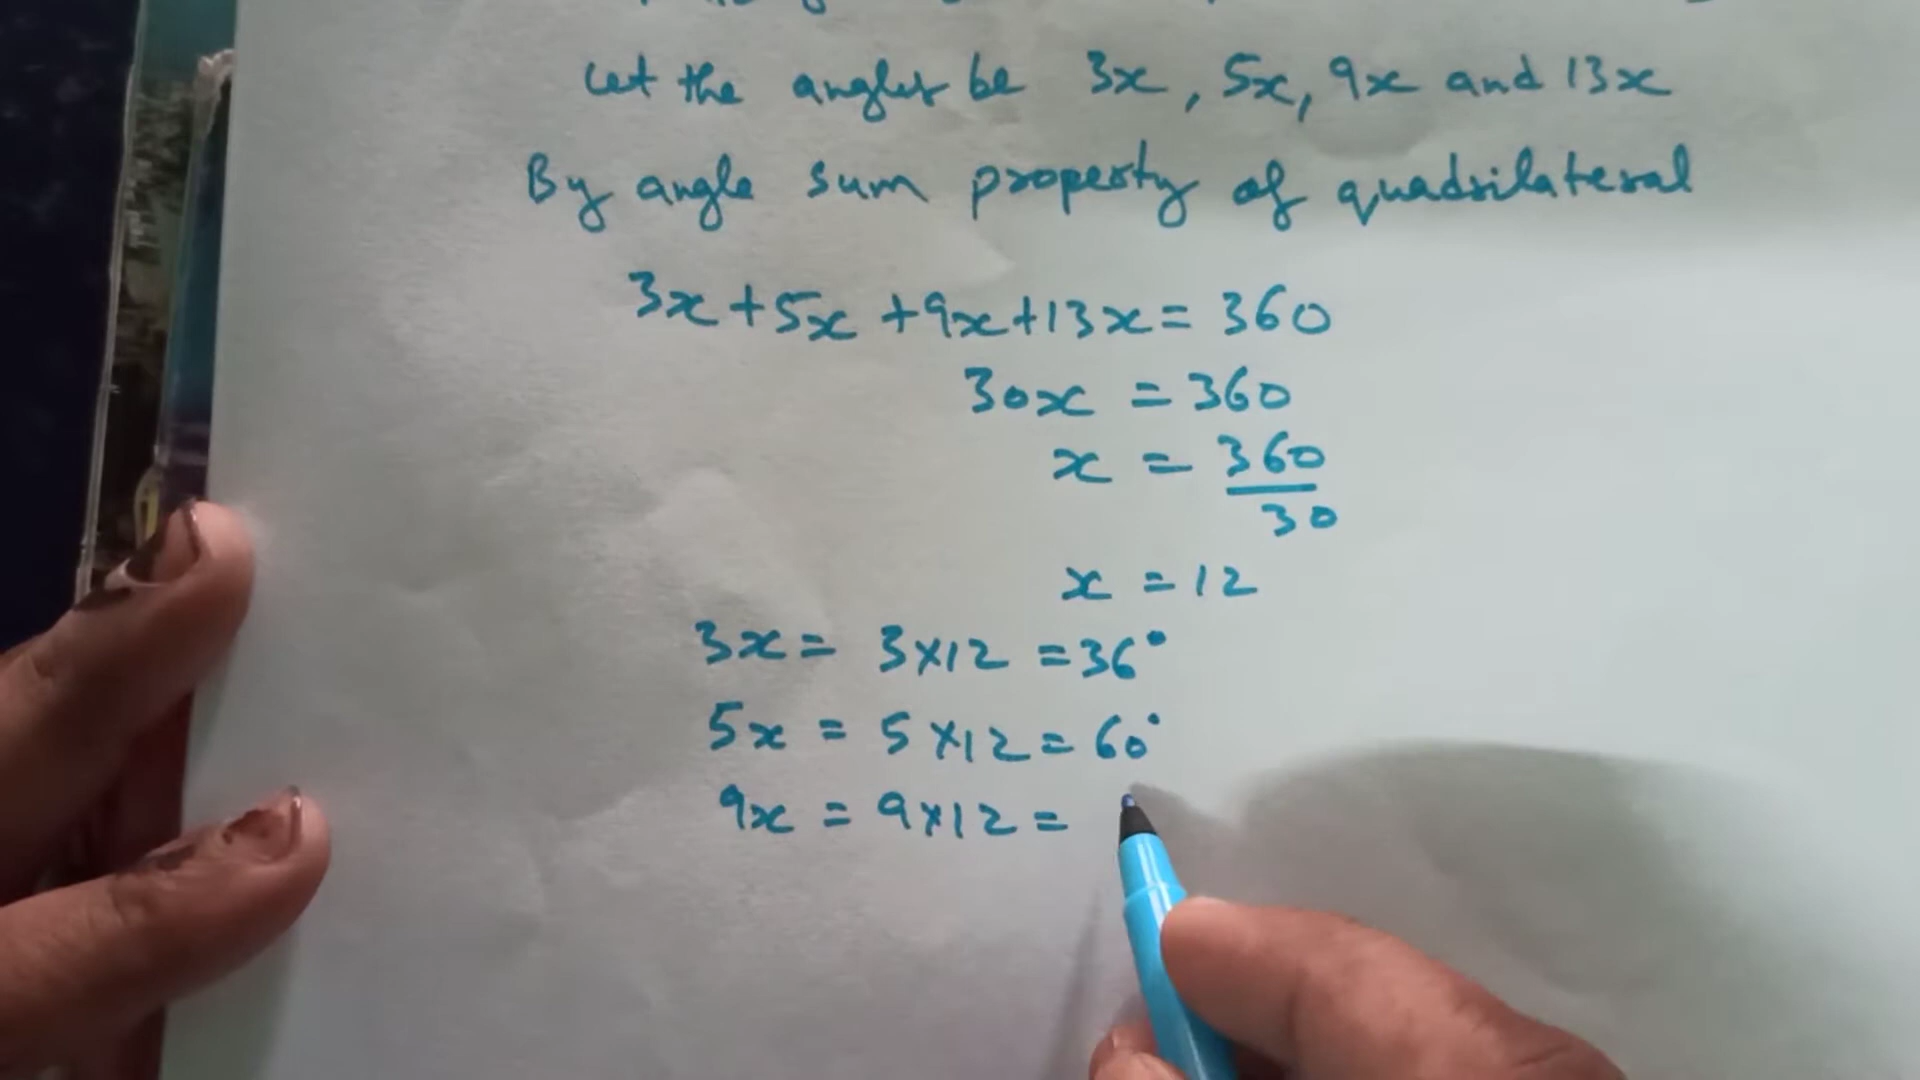 Let the angles be 3x, 5x, 9x and 13x
By angle sum property of quadrilateral
3x+5x+9x+13x=360
30x = 360
x = 360/30
x = 12
3x = 3×12 = 36°
5x = 5×12 = 60°
9x = 9×12 =